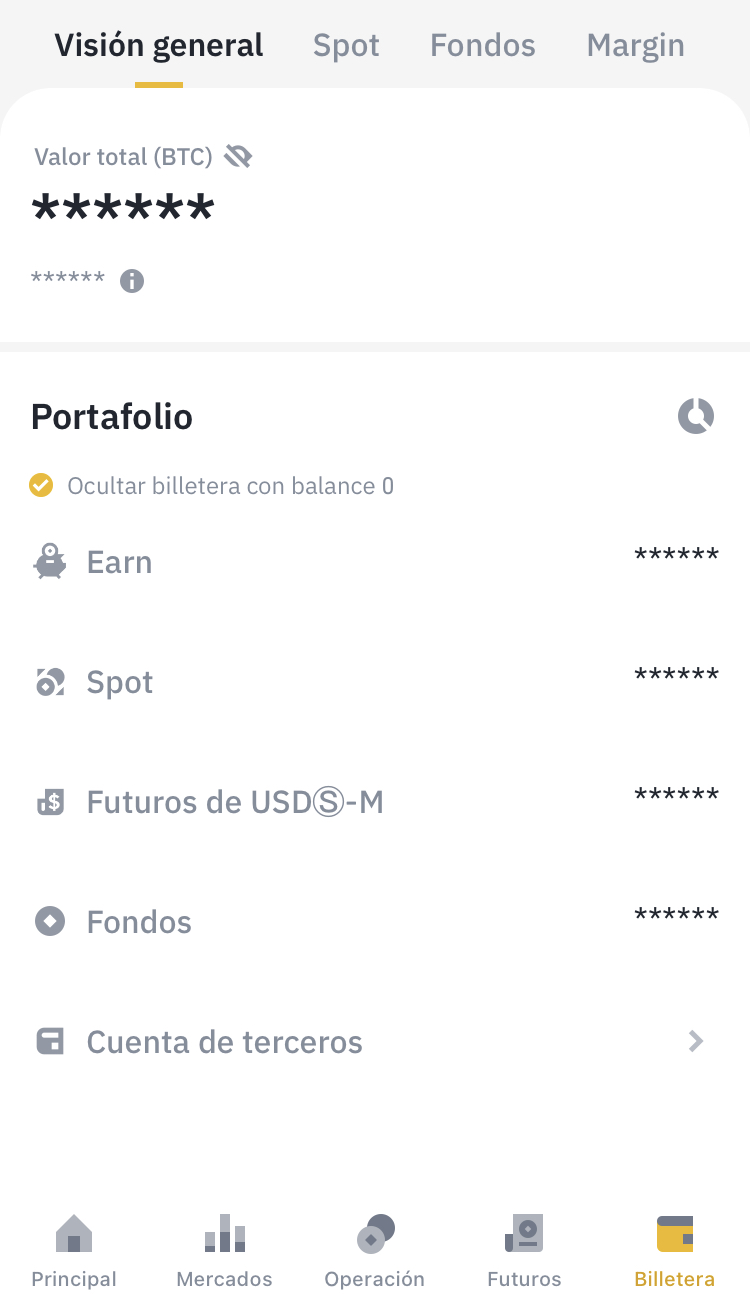 Visión general Spot Fondos Margin
Valor total (BTC)
******
******
Portafolio
Ocultar billetera con balance 0
Earn ******
Spot ******
Futuros de USDⓈ-M ******
Fondos ******
Cuenta de terceros
Principal Mercados Operación Futuros Billetera